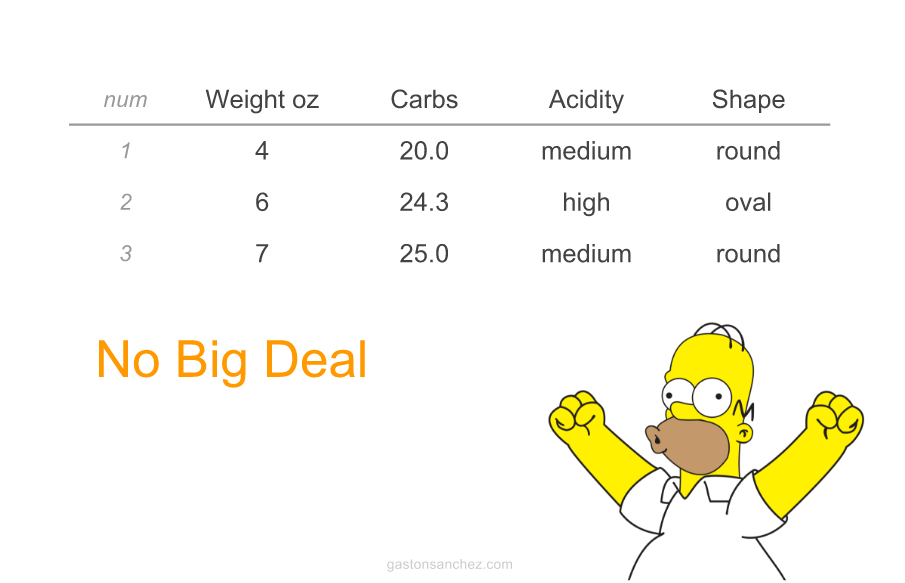 num Weight oz Carbs Acidity Shape
1 4 20.0 medium round
2 6 24.3 high oval
3 7 25.0 medium round
No Big Deal
gastonsanchez.com